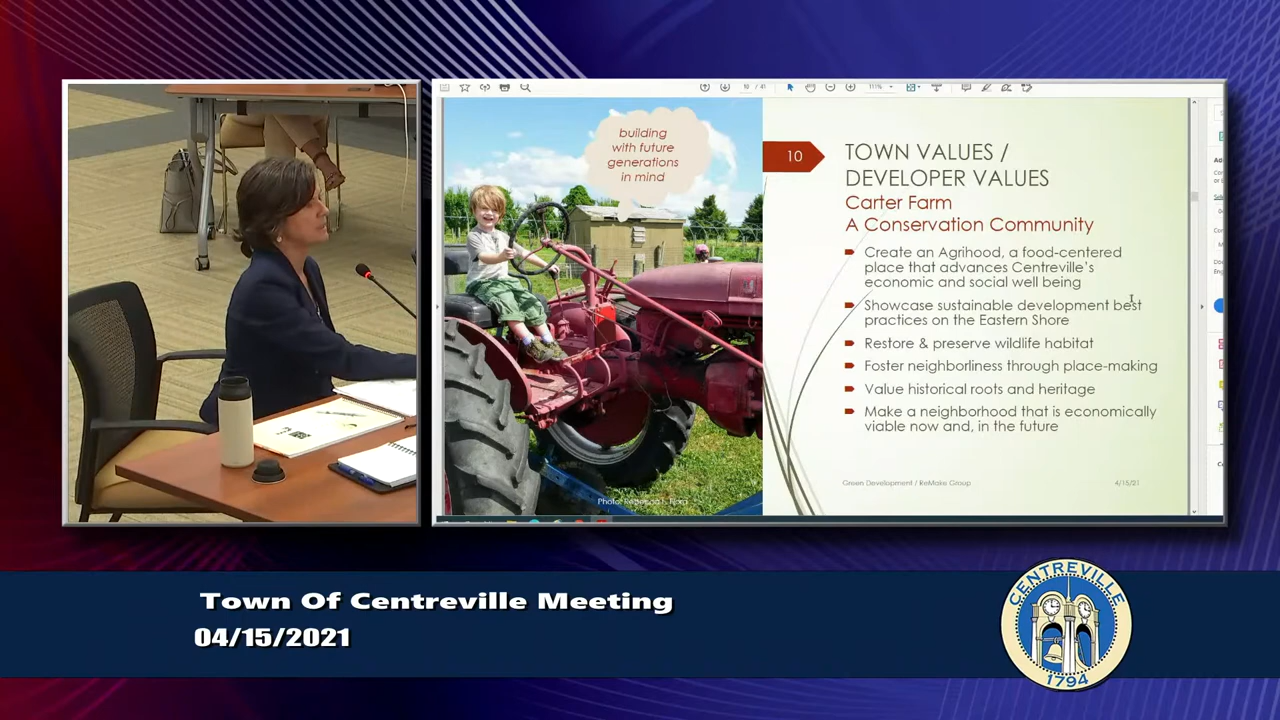 10 / 41
111%
building
with future
generations
in mind
10
TOWN VALUES /
DEVELOPER VALUES
Carter Farm
A Conservation Community
Create an Agrihood, a food-centered
place that advances Centreville's
economic and social well being
Showcase sustainable development best
practices on the Eastern Shore
Restore & preserve wildlife habitat
Foster neighborliness through place-making
Value historical roots and heritage
Make a neighborhood that is economically
viable now and, in the future
Green Development / ReMake Group
4/15/21
Town Of Centreville Meeting
04/15/2021
CENTREVILLE
1794